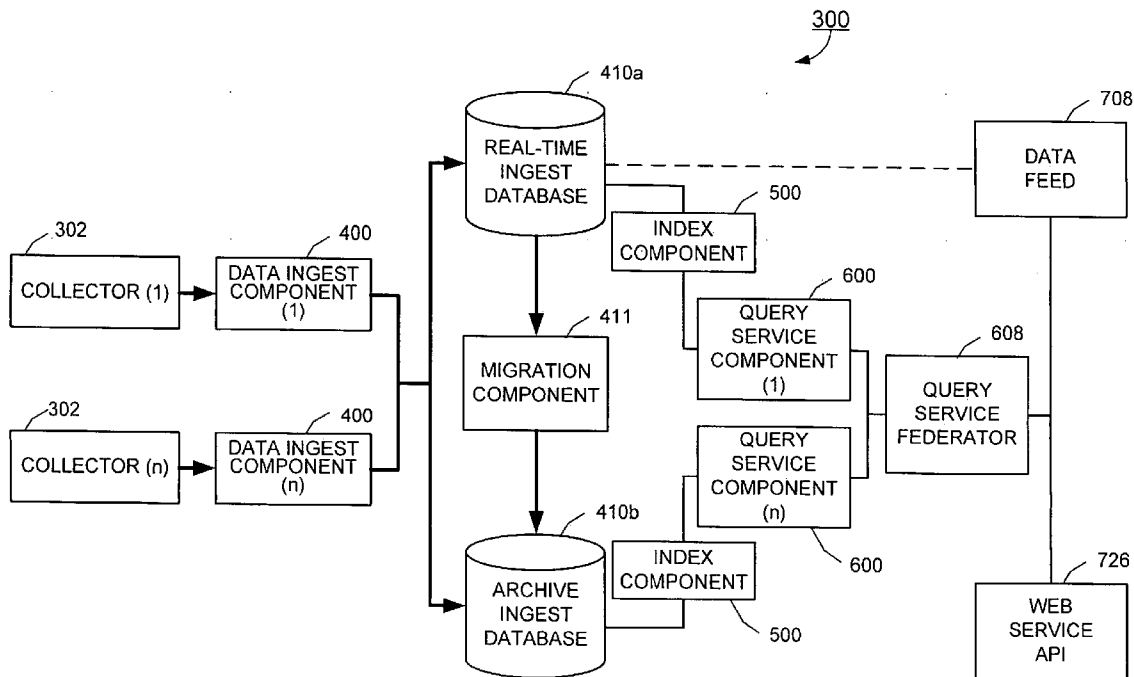 300
410a
REAL-TIME
INGEST
DATABASE
708
DATA
FEED
500
INDEX
COMPONENT
302
COLLECTOR (1)
400
DATA INGEST
COMPONENT
(1)
411
MIGRATION
COMPONENT
600
QUERY
SERVICE
COMPONENT
(1)
608
QUERY
SERVICE
FEDERATOR
302
COLLECTOR (n)
400
DATA INGEST
COMPONENT
(n)
QUERY
SERVICE
COMPONENT
(n)
600
410b
ARCHIVE
INGEST
DATABASE
INDEX
COMPONENT
500
726
WEB
SERVICE
API